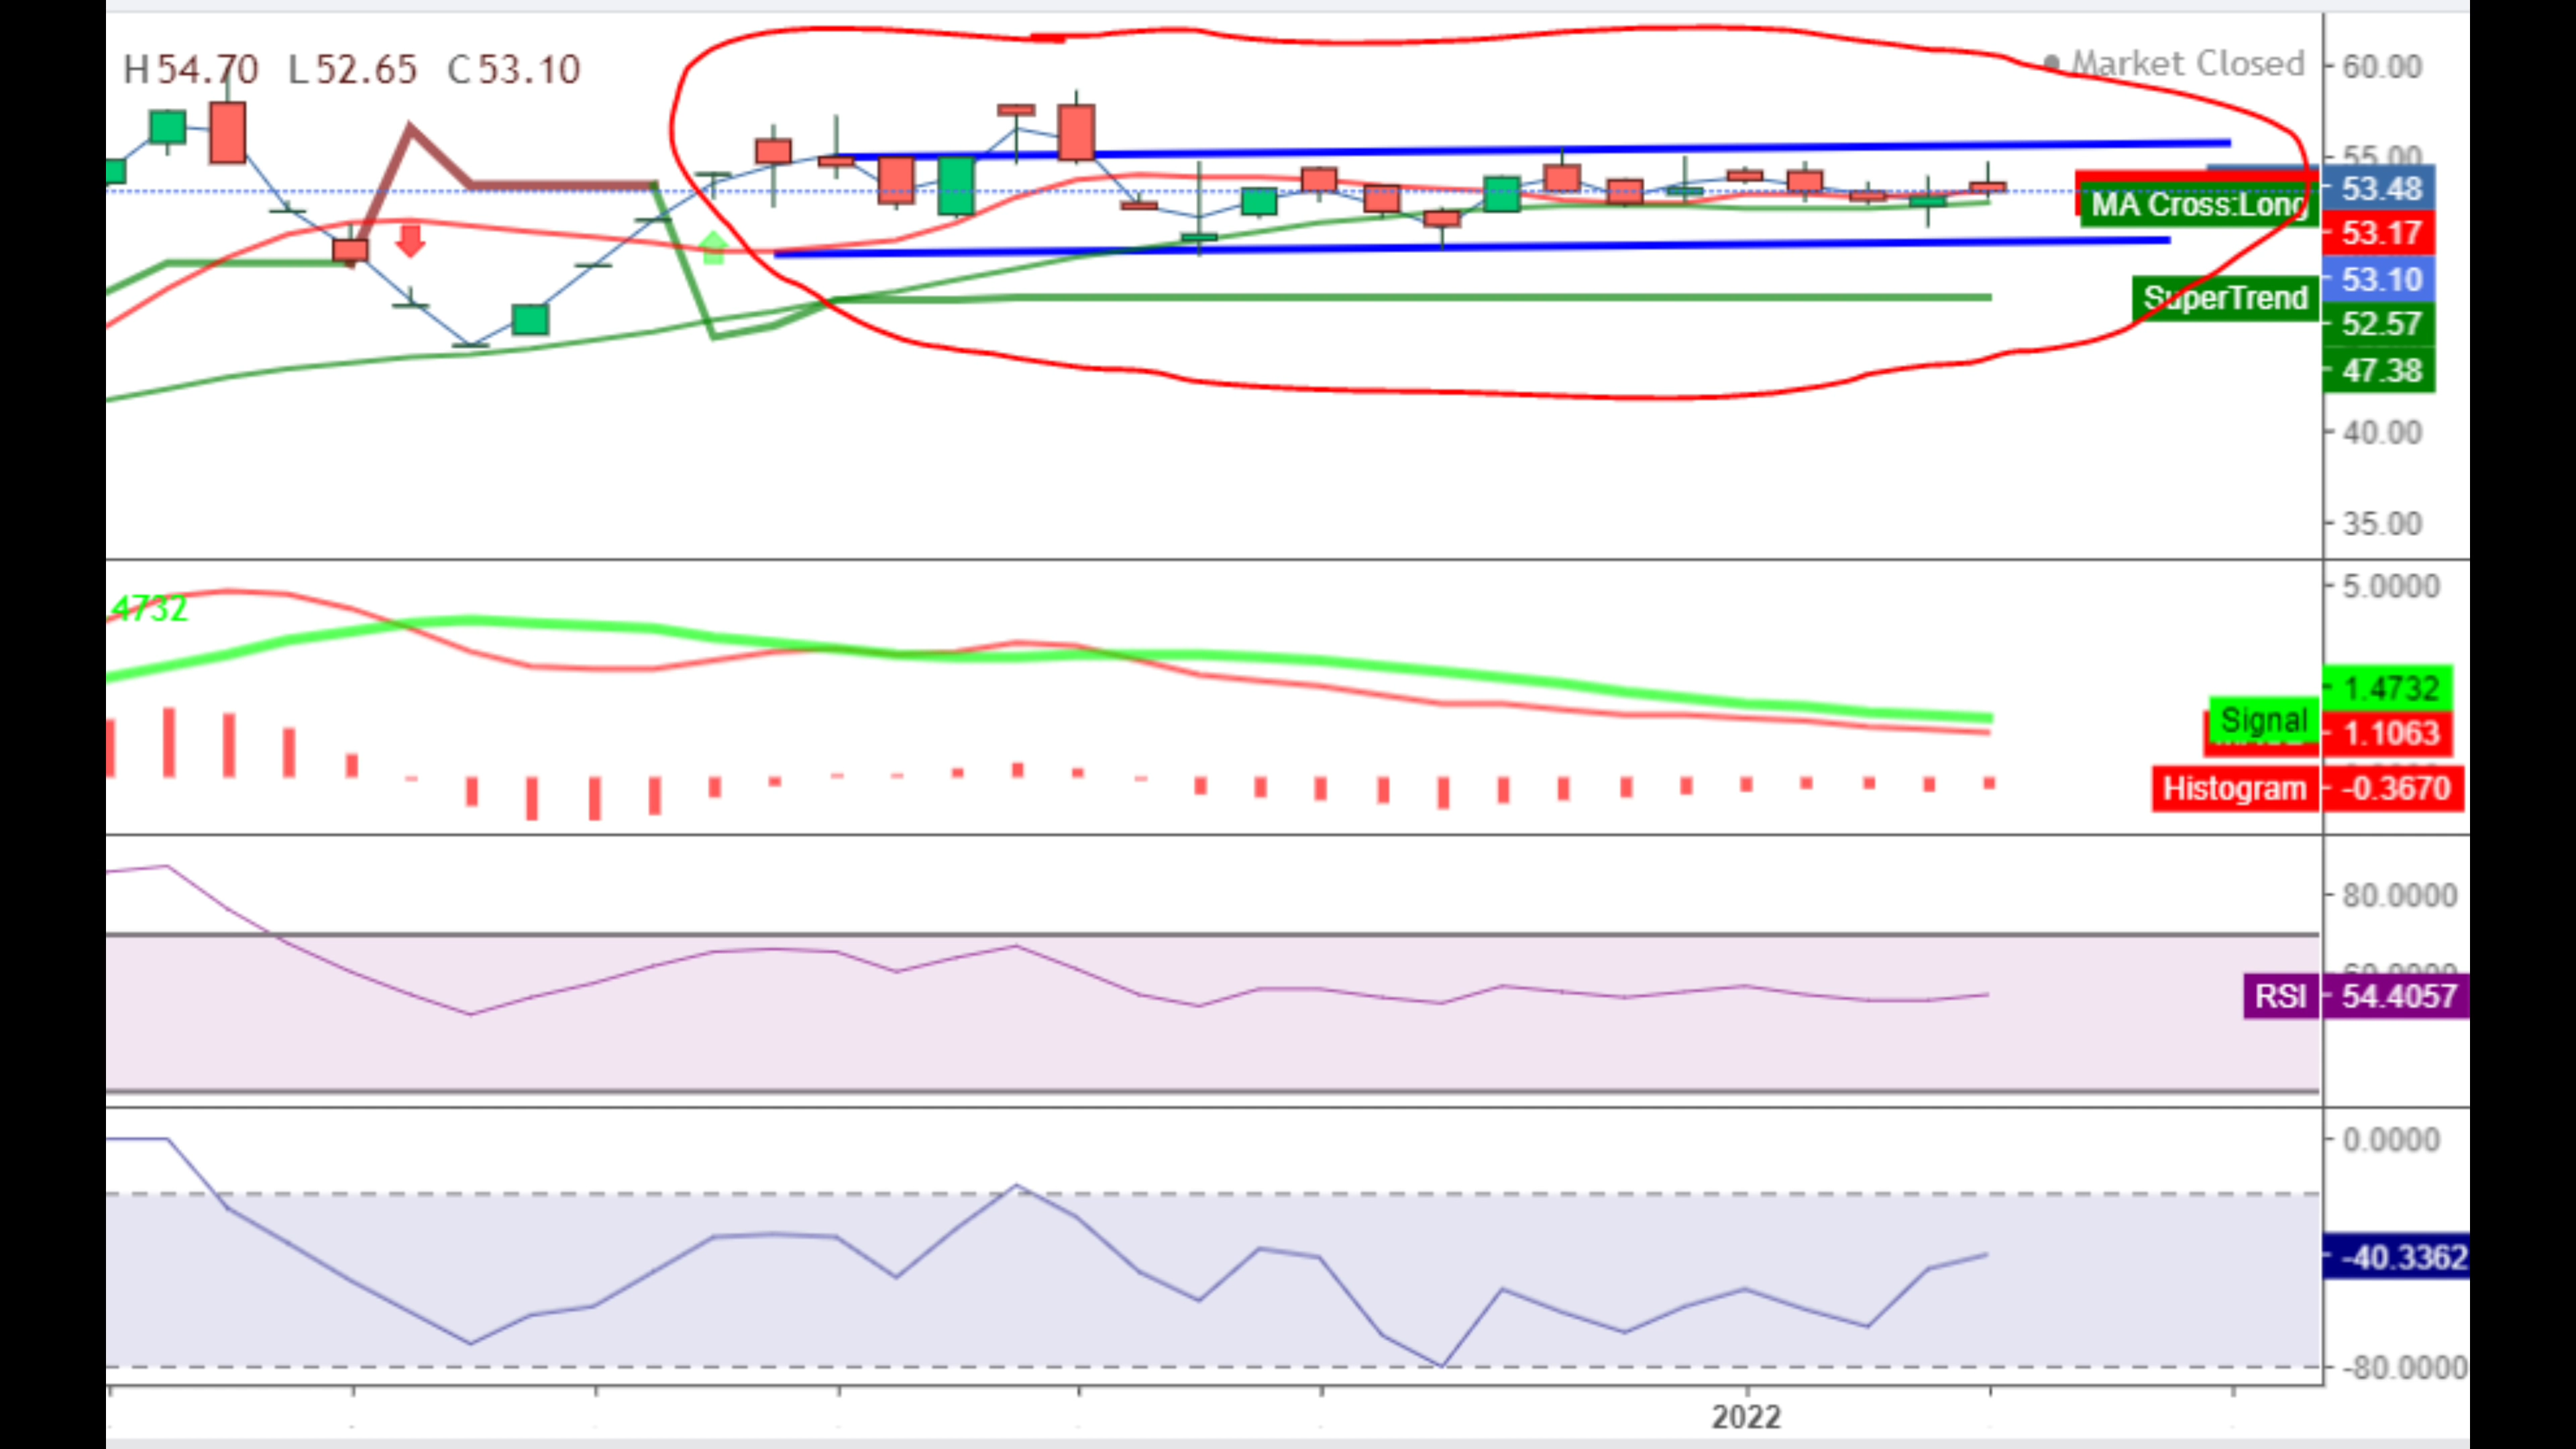 H54.70 L52.65 C53.10
Market Closed
60.00
55.00
53.48
MA Cross:Long
53.17
53.10
SuperTrend
52.57
47.38
40.00
35.00
5.0000
4732
1.4732
Signal
1.1063
Histogram
-0.3670
80.0000
RSI
54.4057
0.0000
-40.3362
-80.0000
2022